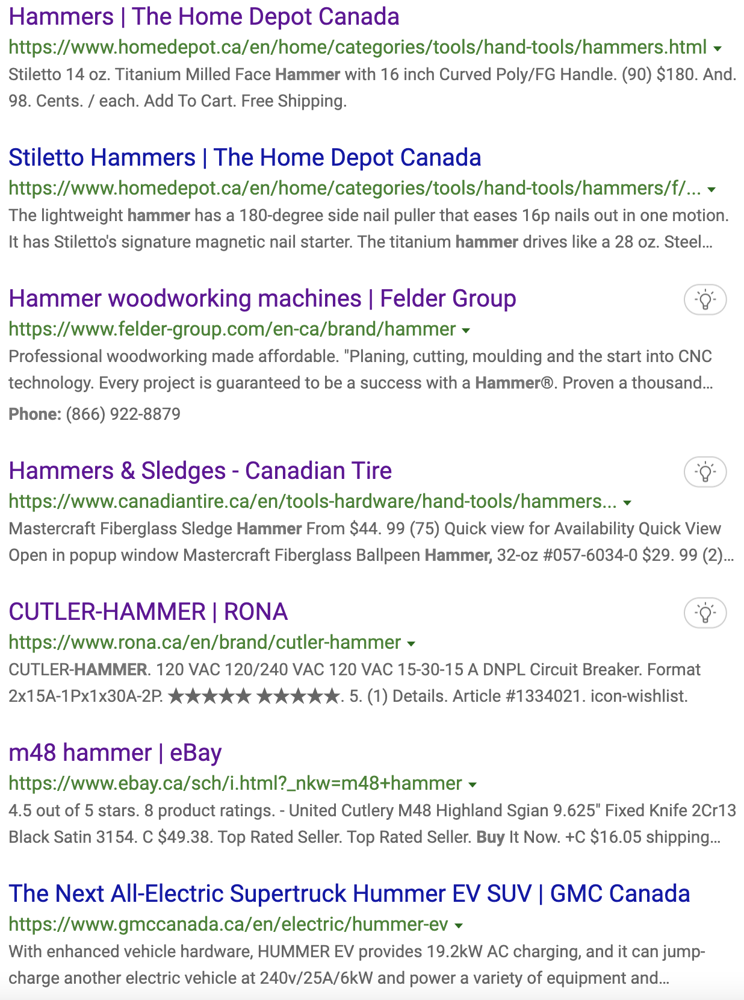 Hammers | The Home Depot Canada
https://www.homedepot.ca/en/home/categories/tools/hand-tools/hammers.html
Stiletto 14 oz. Titanium Milled Face Hammer with 16 inch Curved Poly/FG Handle. (90) $180. And.
98. Cents. / each. Add To Cart. Free Shipping.
Stiletto Hammers | The Home Depot Canada
https://www.homedepot.ca/en/home/categories/tools/hand-tools/hammers/f/...
The lightweight hammer has a 180-degree side nail puller that eases 16p nails out in one motion.
It has Stiletto's signature magnetic nail starter. The titanium hammer drives like a 28 oz. Steel...
Hammer woodworking machines | Felder Group
https://www.felder-group.com/en-ca/brand/hammer
Professional woodworking made affordable. "Planing, cutting, moulding and the start into CNC
technology. Every project is guaranteed to be a success with a Hammer®. Proven a thousand...
Phone: (866) 922-8879
Hammers & Sledges - Canadian Tire
https://www.canadiantire.ca/en/tools-hardware/hand-tools/hammers...
Mastercraft Fiberglass Sledge Hammer From $44. 99 (75) Quick view for Availability Quick View
Open in popup window Mastercraft Fiberglass Ballpeen Hammer, 32-oz #057-6034-0 $29. 99 (2)...
CUTLER-HAMMER | RONA
https://www.rona.ca/en/brand/cutler-hammer
CUTLER-HAMMER. 120 VAC 120/240 VAC 120 VAC 15-30-15 A DNPL Circuit Breaker. Format
2x15A-1Px1x30A-2P. ★★★★★ ★★★★★. 5. (1) Details. Article #1334021. icon-wishlist.
m48 hammer | eBay
https://www.ebay.ca/sch/i.html?_nkw=m48+hammer
4.5 out of 5 stars. 8 product ratings. - United Cutlery M48 Highland Sgian 9.625" Fixed Knife 2Cr13
Black Satin 3154. C $49.38. Top Rated Seller. Top Rated Seller. Buy It Now. +C $16.05 shipping...
The Next All-Electric Supertruck Hummer EV SUV | GMC Canada
https://www.gmccanada.ca/en/electric/hummer-ev
With enhanced vehicle hardware, HUMMER EV provides 19.2kW AC charging, and it can jump-
charge another electric vehicle at 240v/25A/6kW and power a variety of equipment and...